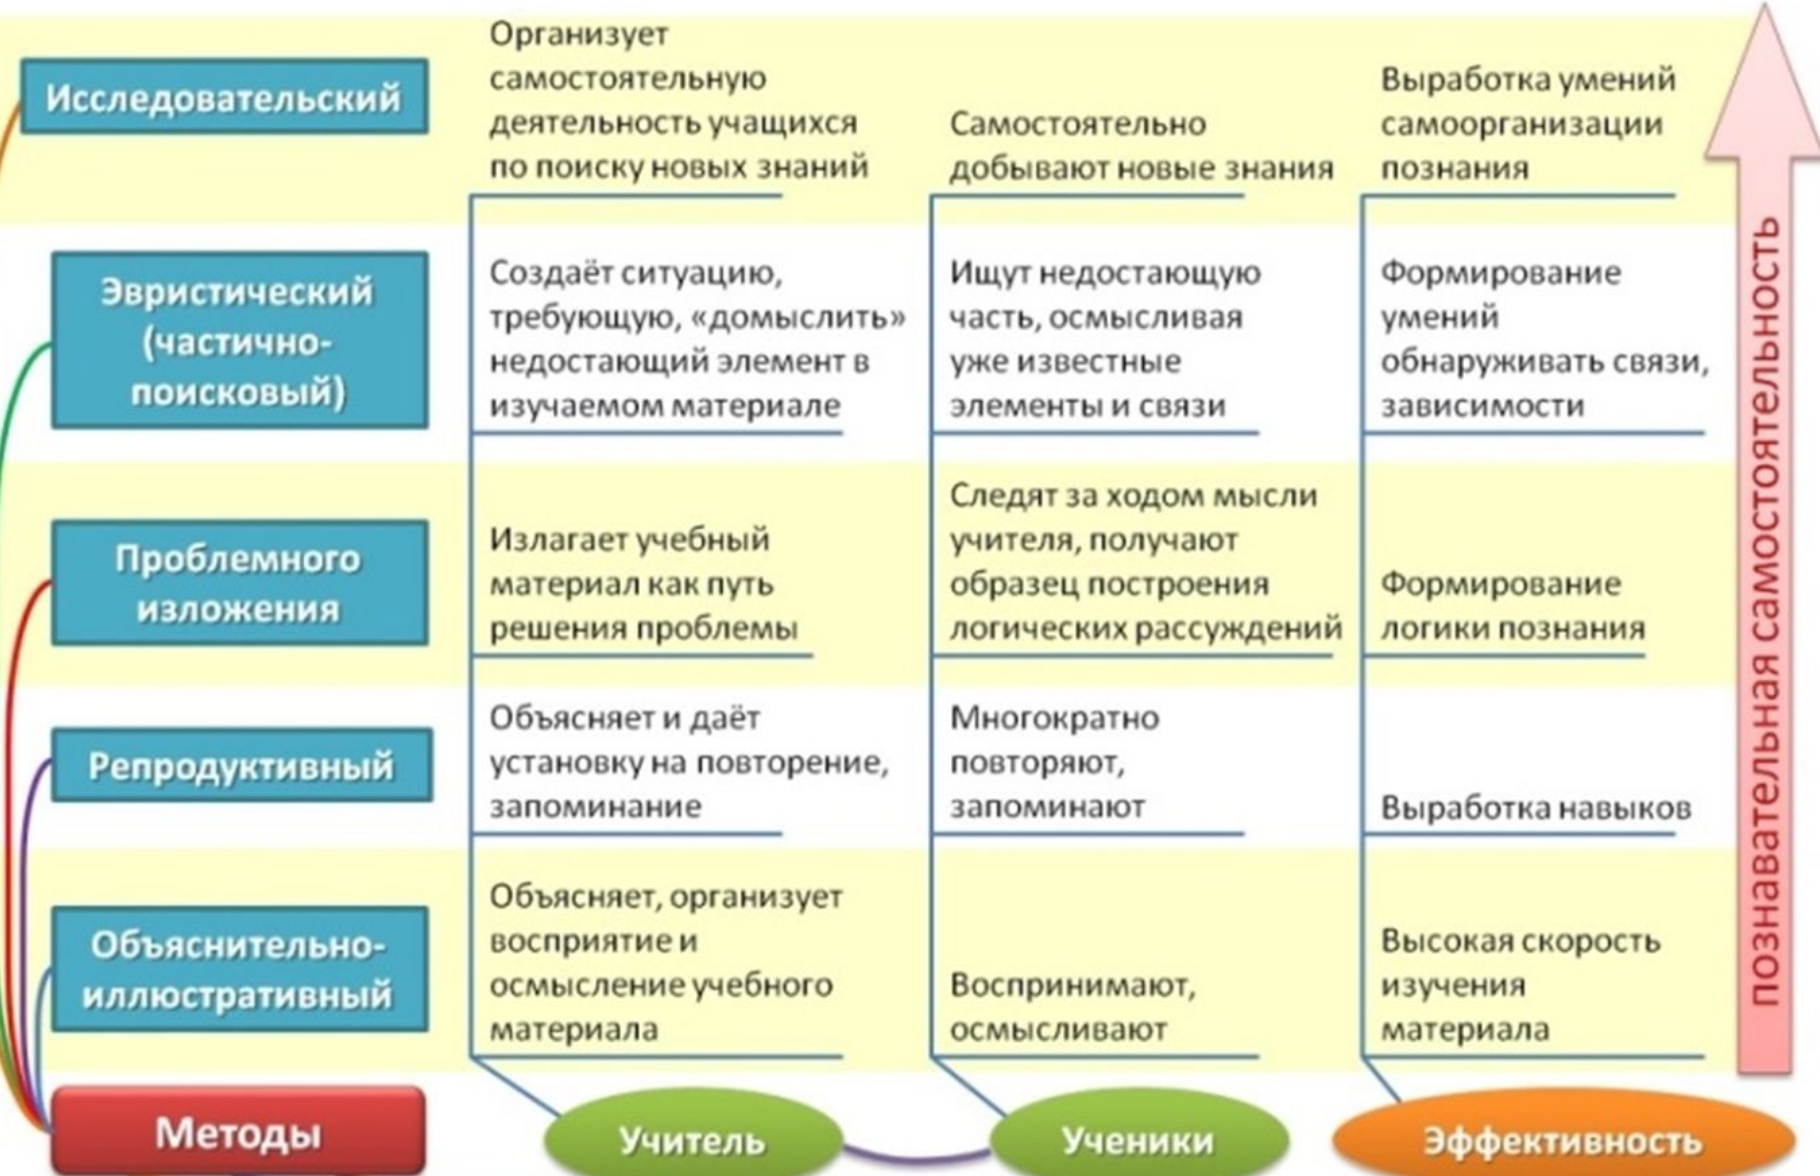 Исследовательский
Организует
самостоятельную
деятельность учащихся
по поиску новых знаний
Самостоятельно
добывают новые знания
Выработка умений
самоорганизации
познания
Эвристический
(частично-
поисковый)
Создаёт ситуацию,
требующую, «домыслить»
недостающий элемент в
изучаемом материале
Ищут недостающую
часть, осмысливая
уже известные
элементы и связи
Формирование
умений
обнаруживать связи,
зависимости
Проблемного
изложения
Излагает учебный
материал как путь
решения проблемы
Следят за ходом мысли
учителя, получают
образец построения
логических рассуждений
Формирование
логики познания
Репродуктивный
Объясняет и даёт
установку на повторение,
запоминание
Многократно
повторяют,
запоминают
Выработка навыков
Объяснительно-
иллюстративный
Объясняет, организует
восприятие и
осмысление учебного
материала
Воспринимают,
осмысливают
Высокая скорость
изучения
материала
Методы
Учитель
Ученики
Эффективность
познавательная самостоятельность